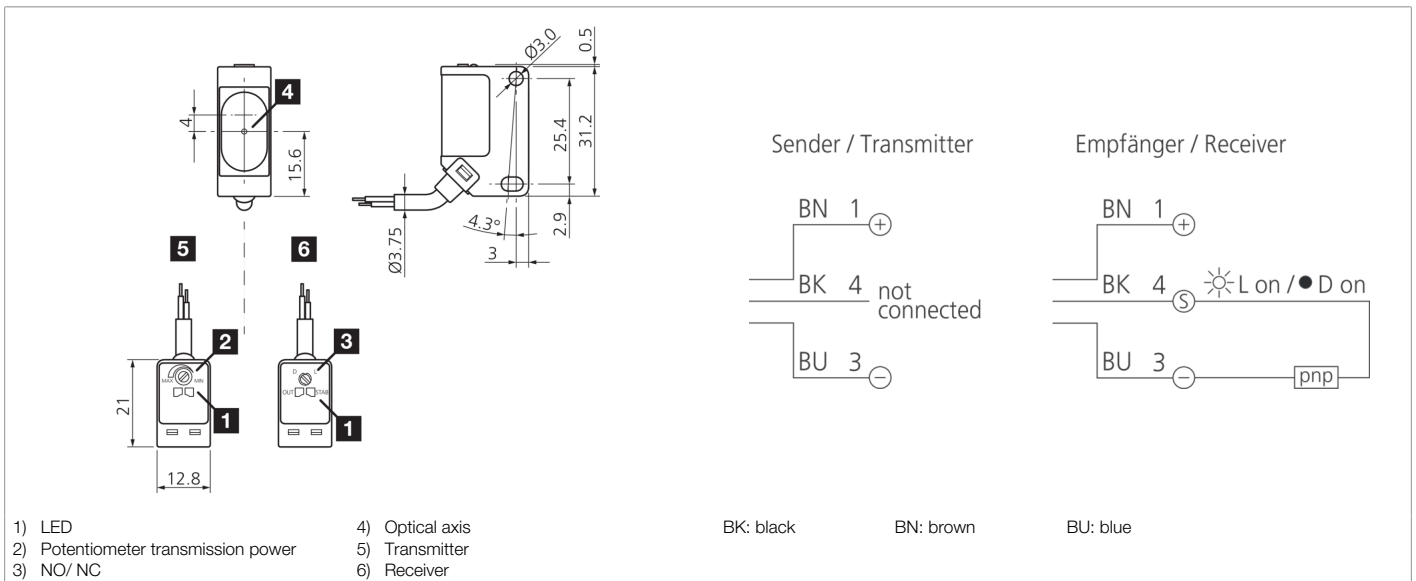 Ø3.0
0.5
4
4
15.6
25.4
31.2
Ø3.75
4.3°
3
2.9
5
6
2
MAX
MIN
1
21
12.8
3
D
L
OUT
STAB
1
Sender / Transmitter
BN 1 +
BK 4 not
connected
BU 3 −
Empfänger / Receiver
BN 1 +
BK 4 S L on / ● D on
BU 3 − pnp
1) LED
2) Potentiometer transmission power
3) NO/ NC
4) Optical axis
5) Transmitter
6) Receiver
BK: black BN: brown BU: blue